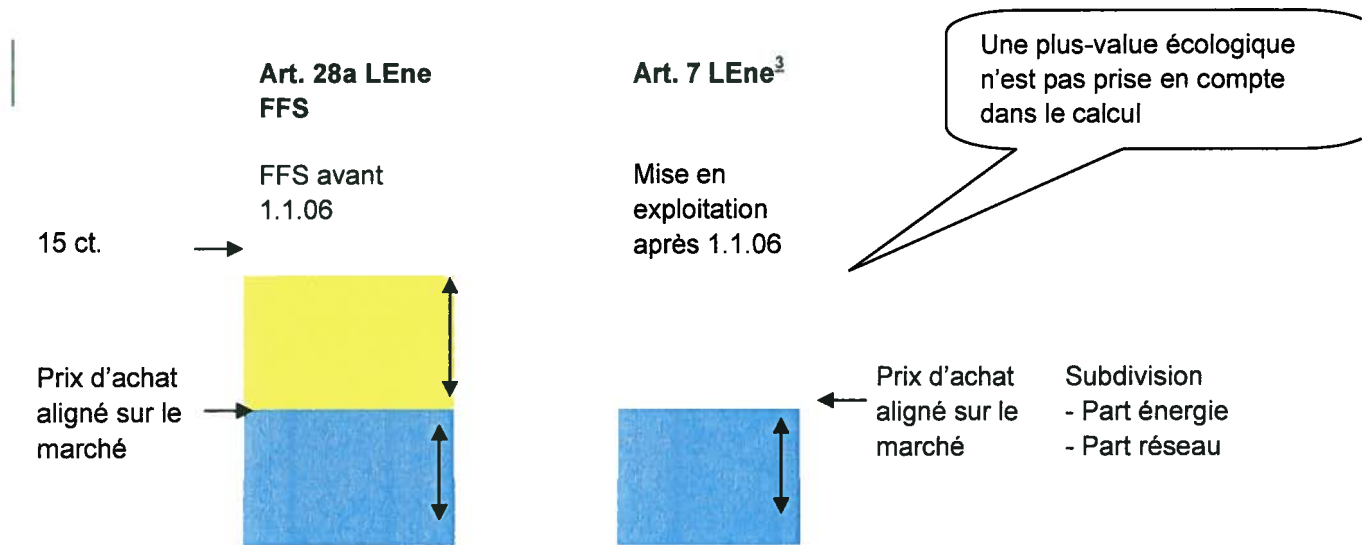 Art. 28a LEne
FFS
FFS avant
1.1.06
15 ct.
Prix d'achat
aligné sur le
marché
Art. 7 LEne³
Mise en
exploitation
après 1.1.06
Une plus-value écologique
n'est pas prise en compte
dans le calcul
Prix d'achat
aligné sur le
marché
Subdivision
- Part énergie
- Part réseau